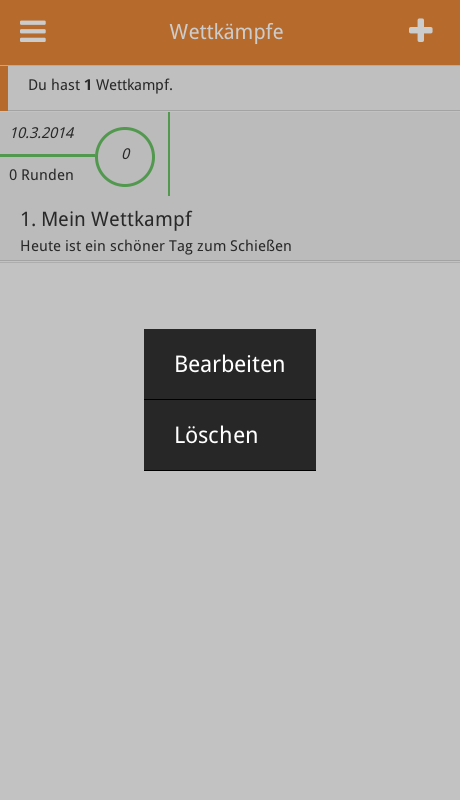 Wettkämpfe
Du hast 1 Wettkampf.
10.3.2014
0
0 Runden
1. Mein Wettkampf
Heute ist ein schöner Tag zum Schießen
Bearbeiten
Löschen